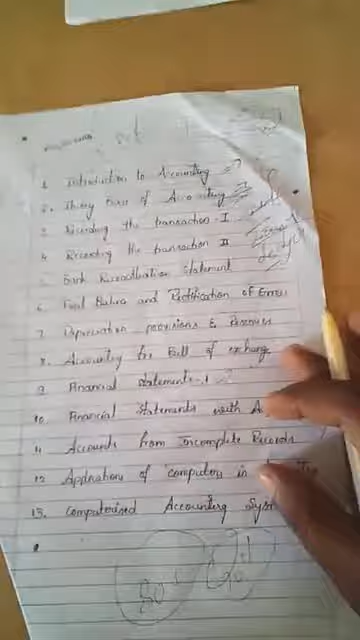 1. Introduction to Accounting
2. Theory base of Accounting
3. Recording the transaction - I
4. Recording the transaction II
5. Bank Reconciliation Statement
6. Trial Balance and Rectification of Errors
7. Depreciation, provisions & Reserves
8. Accounting for Bill of exchange
9. Financial statements - 1
10. Financial Statements with A
11. Accounts from Incomplete Records
12. Applications of computers in
13. Computerised Accounting Syst